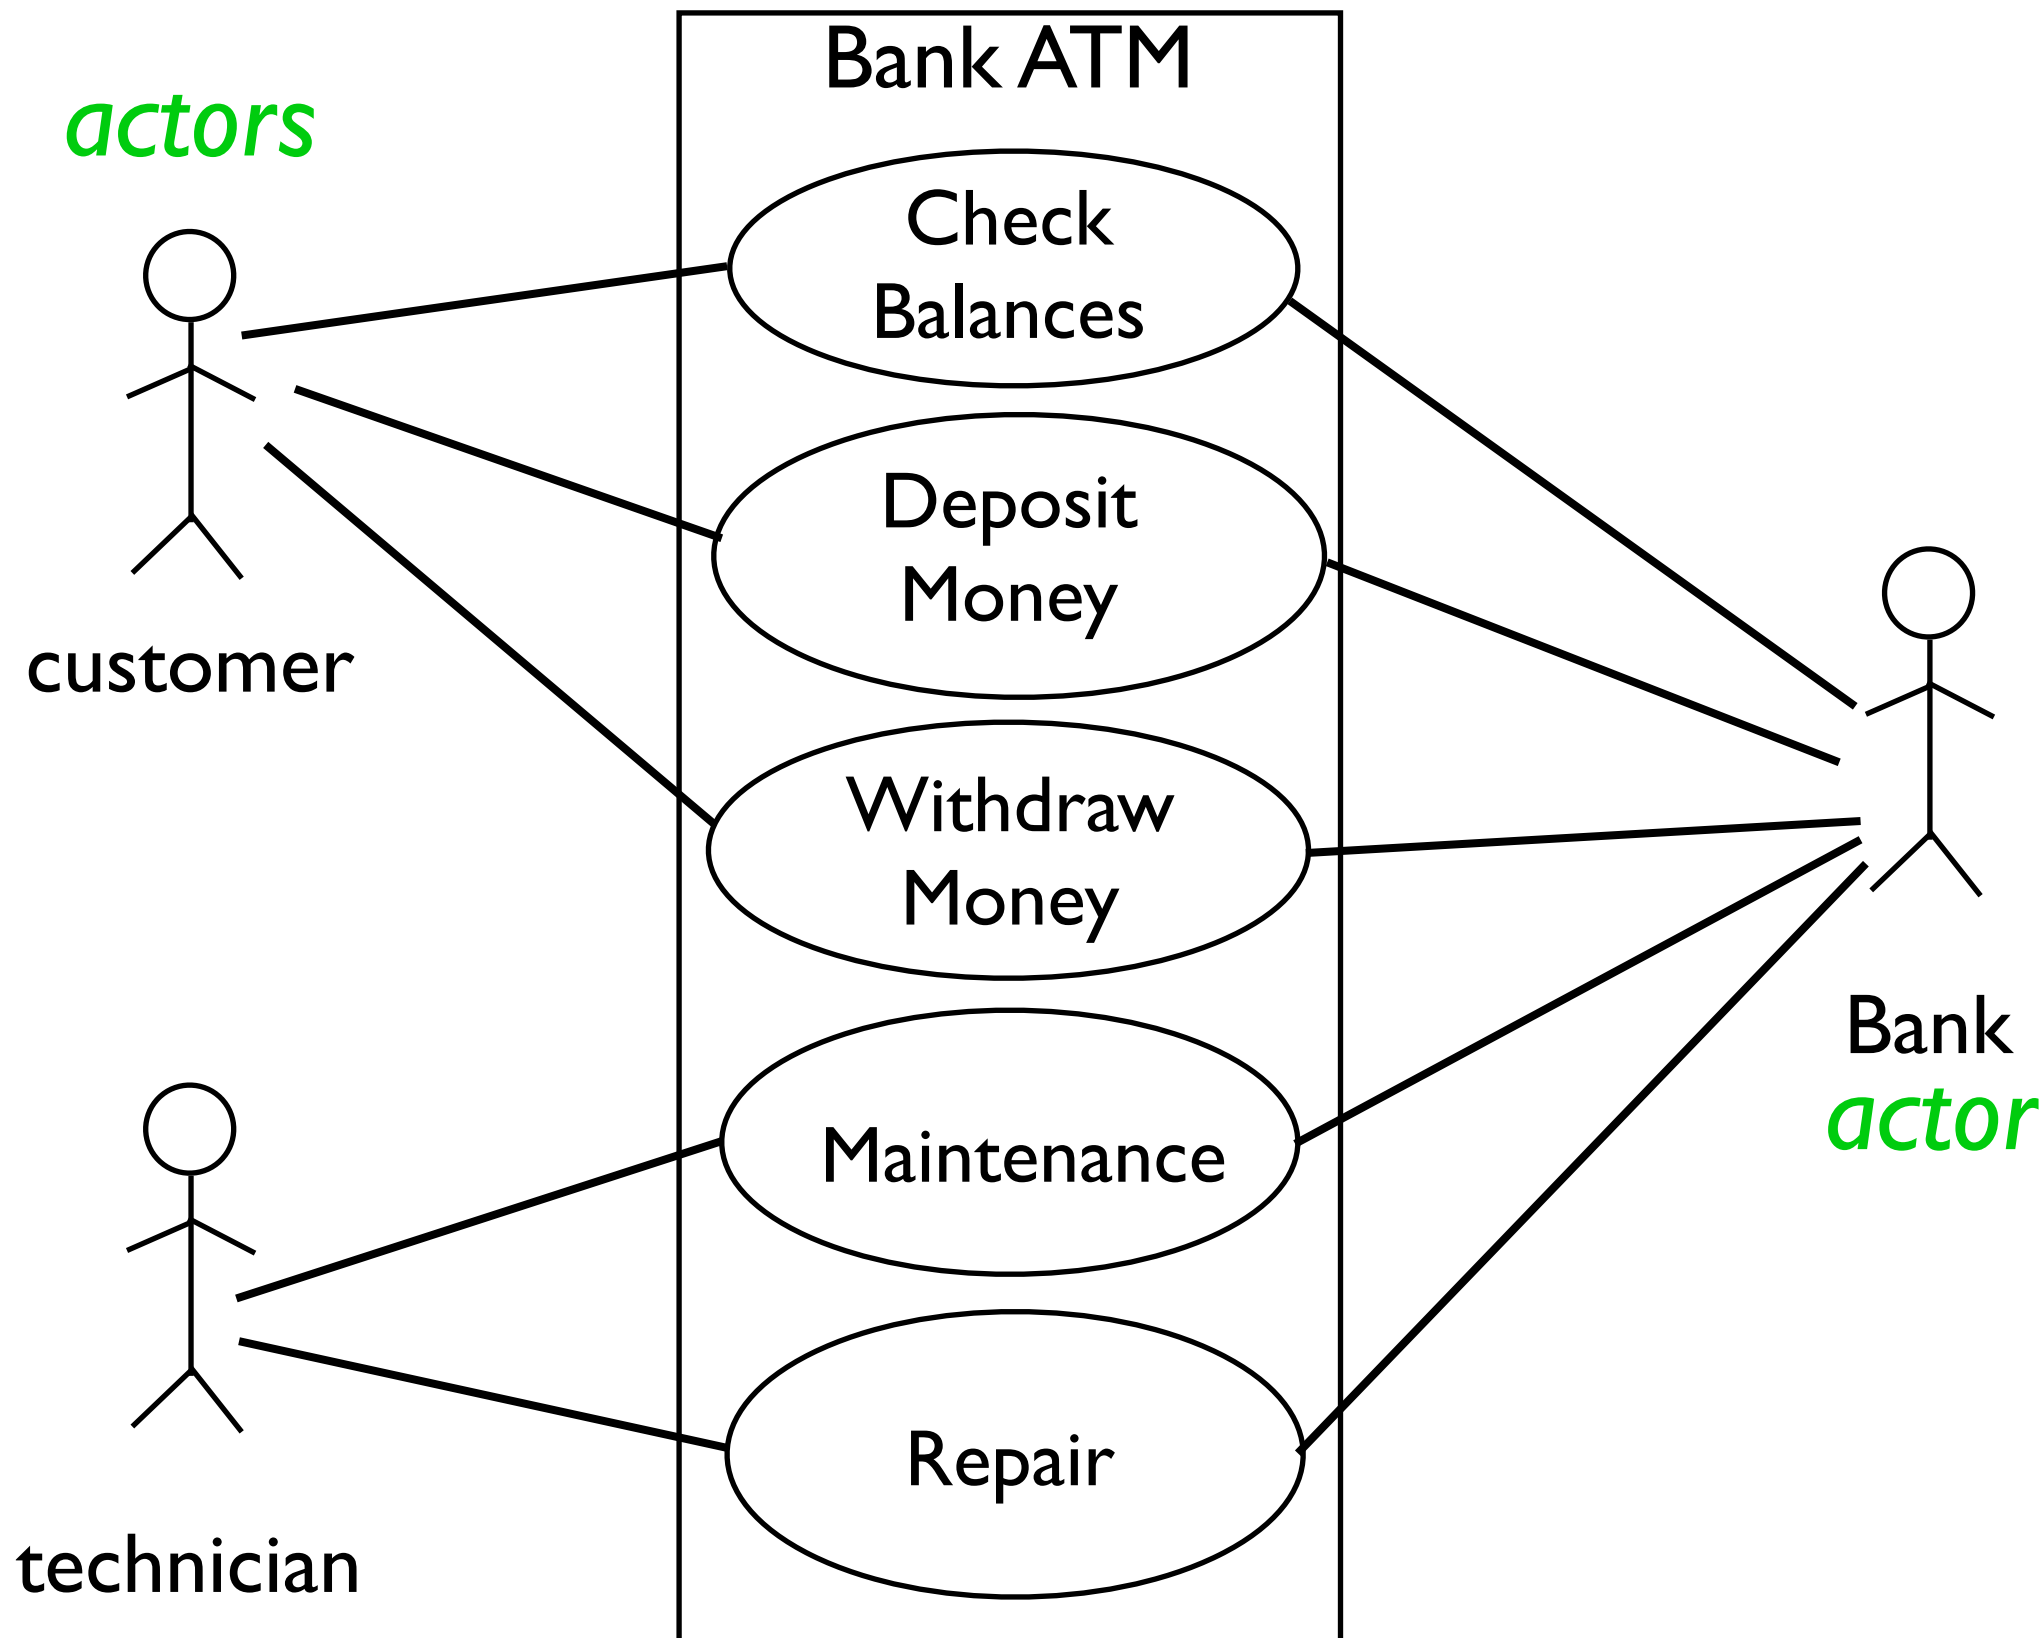 Bank ATM
actors
Check
Balances
Deposit
Money
customer
Withdraw
Money
Bank
actor
Maintenance
Repair
technician